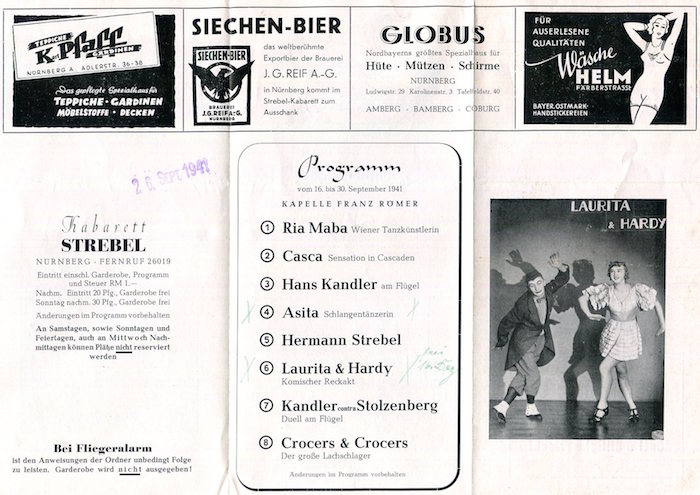 TEPPICHE
K.Pfaff
GARDINEN
NÜRNBERG A. ADLERSTR. 36-38
Das gepflegte Spezialhaus für
TEPPICHE · GARDINEN
MÖBELSTOFFE · DECKEN
SIECHEN-BIER
SIECHEN-BIER
BRAUEREI
J.G. REIF A.-G.
NÜRNBERG
das weltberühmte
Exportbier der Brauerei
J. G. REIF A.-G.
in Nürnberg kommt im
Strebel-Kabarett zum
Ausschank
GLOBUS
Nordbayerns größtes Spezialhaus für
Hüte · Mützen · Schirme
NÜRNBERG
Ludwigstr. 29 Karolinenstr. 3 Tafelfeldstr. 40
AMBERG · BAMBERG · COBURG
FÜR
AUSERLESENE
QUALITÄTEN
Wäsche
HELM
FÄRBERSTRASSE
BAYER. OSTMARK-
HANDSTICKEREIEN
26. Sept. 1941
Kabarett
STREBEL
NÜRNBERG - FERNRUF 26019
Eintritt einschl. Garderobe, Programm
und Steuer RM 1.—
Nachm. Eintritt 20 Pfg., Garderobe frei
Sonntag nachm. 30 Pfg., Garderobe frei
Änderungen im Programm vorbehalten
An Samstagen, sowie Sonntagen und
Feiertagen, auch an Mittwoch Nach-
mittagen können Plätze nicht reserviert
werden
Bei Fliegeralarm
ist den Anweisungen der Ordner unbedingt Folge
zu leisten. Garderobe wird nicht ausgegeben!
Programm
vom 16. bis 30. September 1941
KAPELLE FRANZ RÖMER
1 Ria Maba Wiener Tanzkünstlerin
2 Casca Sensation in Cascaden
3 Hans Kandler am Flügel
X 4 Asita Schlangentänzerin X
5 Hermann Strebel
X 6 Laurita & Hardy X
Komischer Reckakt
7 Kandler contra Stolzenberg
Duell am Flügel
8 Crocers & Crocers
Der große Lachschlager
Änderungen im Programm vorbehalten
LAURITA
& HARDY